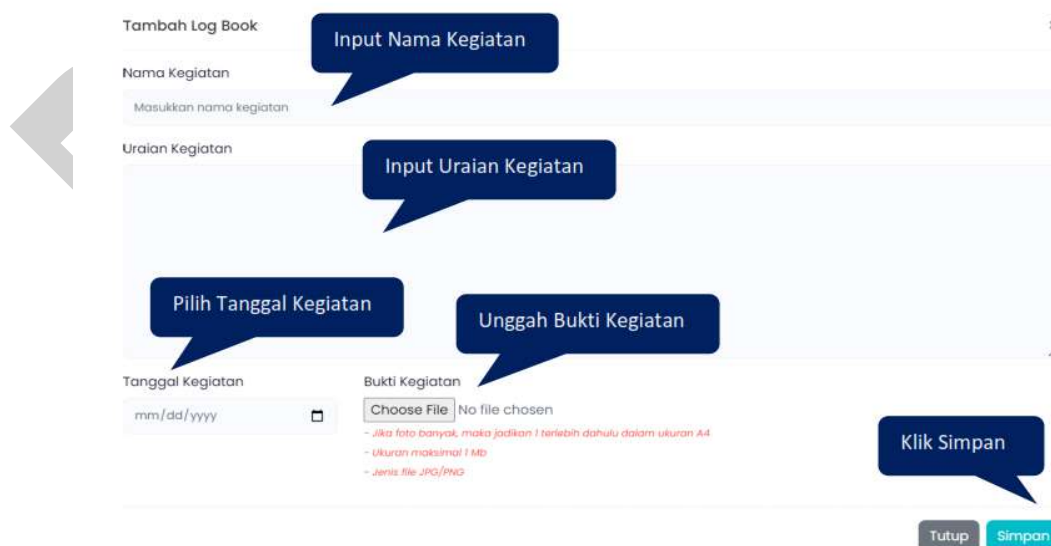 Tambah Log Book
Input Nama Kegiatan
Nama Kegiatan
Masukkan nama kegiatan
Uraian Kegiatan
Input Uraian Kegiatan
Pilih Tanggal Kegiatan
Unggah Bukti Kegiatan
Tanggal Kegiatan
Bukti Kegiatan
mm/dd/yyyy
Choose File No file chosen
- Jika foto banyak, maka jadikan 1 terlebih dahulu dalam ukuran A4
- Ukuran maksimal 1 Mb
- Jenis file JPG/PNG
Klik Simpan
Tutup
Simpan